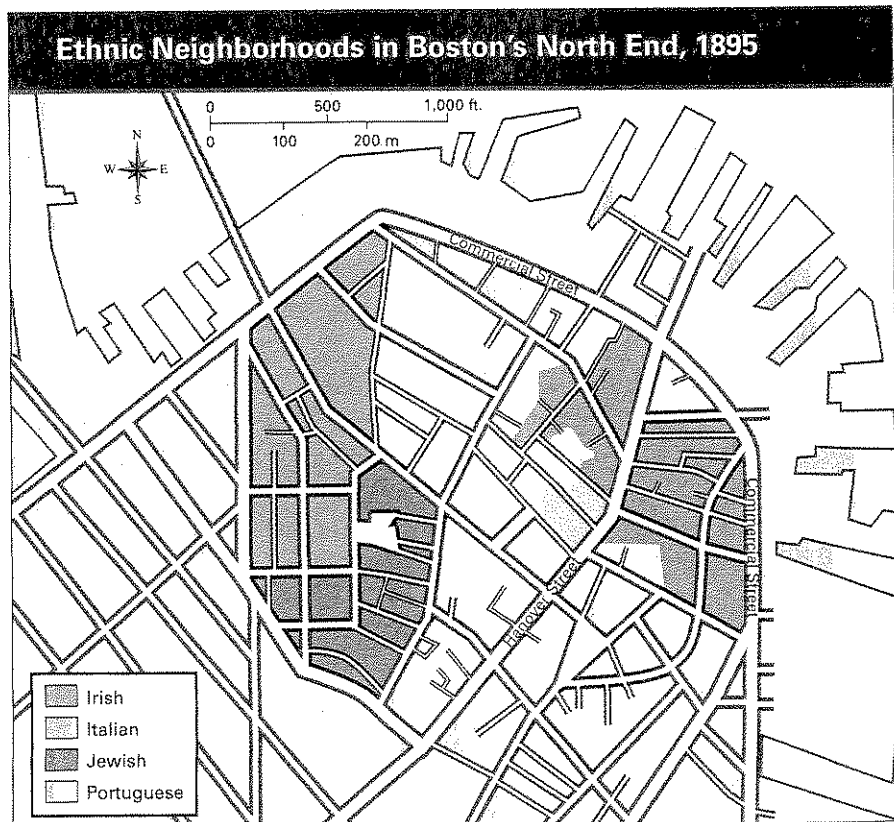 Ethnic Neighborhoods in Boston's North End, 1895
0 500 1,000 ft.
0 100 200 m
N
W E
S
Commercial Street
Commercial Street
Hanover Street
Irish
Italian
Jewish
Portuguese